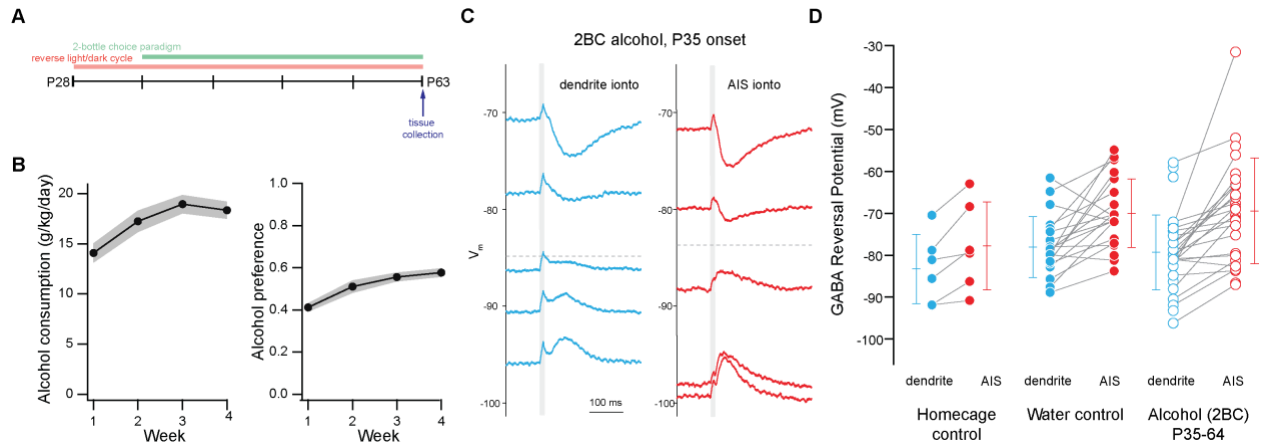 A
2-bottle choice paradigm
reverse light/dark cycle
P28
P63
tissue
collection
B
Alcohol consumption (g/kg/day)
20
15
10
5
0
1
2
3
4
Week
Alcohol preference
1.0
0.8
0.6
0.4
0.2
0.0
1
2
3
4
Week
C
2BC alcohol, P35 onset
dendrite ionto
AIS ionto
-70
-80
-90
-100
Vm
100 ms
-70
-80
-90
-100
D
GABA Reversal Potential (mV)
-30
-40
-50
-60
-70
-80
-90
-100
dendrite
AIS
dendrite
AIS
dendrite
AIS
Homecage
control
Water control
Alcohol (2BC)
P35-64